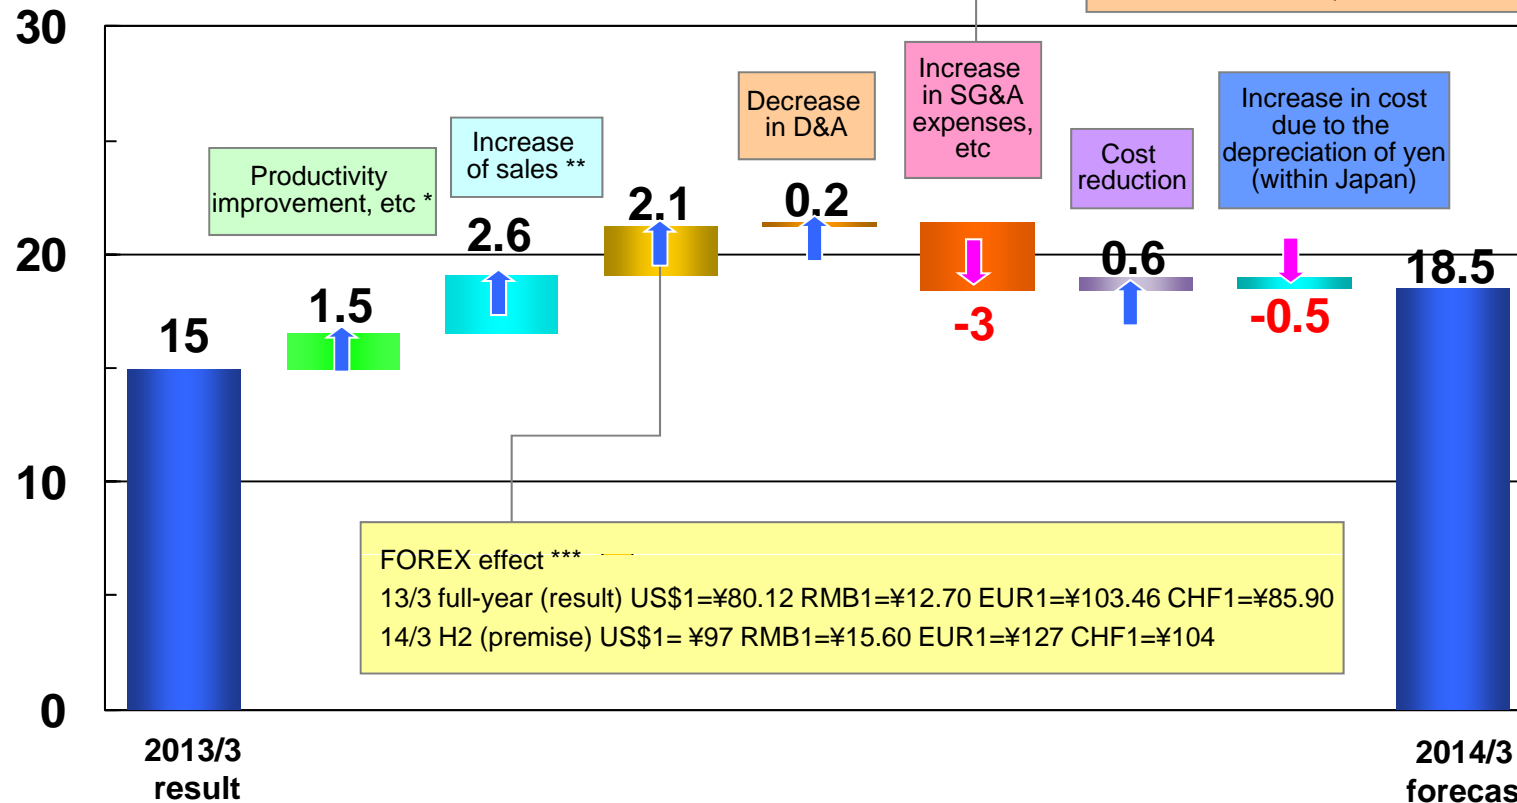 30
20
10
0
15
Productivity
improvement, etc *
1.5
Increase
of sales **
2.6
2.1
Decrease
in D&A
0.2
Increase
in SG&A
expenses,
etc
-3
Cost
reduction
0.6
Increase in cost
due to the
depreciation of yen
(within Japan)
-0.5
18.5
FOREX effect ***
13/3 full-year (result) US$1=¥80.12 RMB1=¥12.70 EUR1=¥103.46 CHF1=¥85.90
14/3 H2 (premise) US$1= ¥97 RMB1=¥15.60 EUR1=¥127 CHF1=¥104
2013/3
result
2014/3
forecas